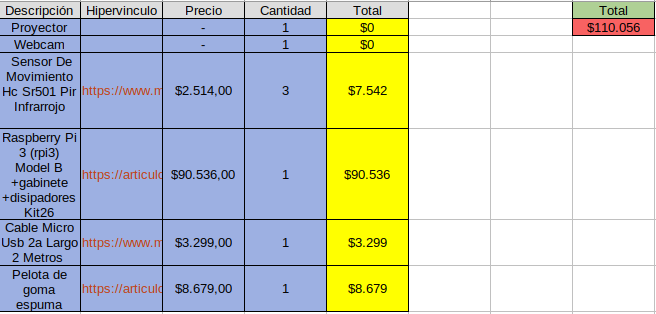 Descripción Hipervinculo Precio Cantidad Total Total
Proyector - 1 $0 $110.056
Webcam - 1 $0
Sensor De
Movimiento
Hc Sr501 Pir
Infrarrojo
https://www.m $2.514,00 3 $7.542
Raspberry Pi
3 (rpi3)
Model B
+gabinete
+disipadores
Kit26
https://articulo $90.536,00 1 $90.536
Cable Micro
Usb 2a Largo
2 Metros
https://www.m $3.299,00 1 $3.299
Pelota de
goma
espuma
https://articulo $8.679,00 1 $8.679